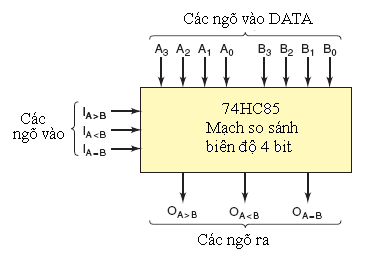 Các ngõ vào DATA
A3 A2 A1 A0 B3 B2 B1 B0
Các
ngõ vào
IA>B
IA<B
IA=B
74HC85
Mạch so sánh
biên độ 4 bit
OA>B OA<B OA=B
Các ngõ ra